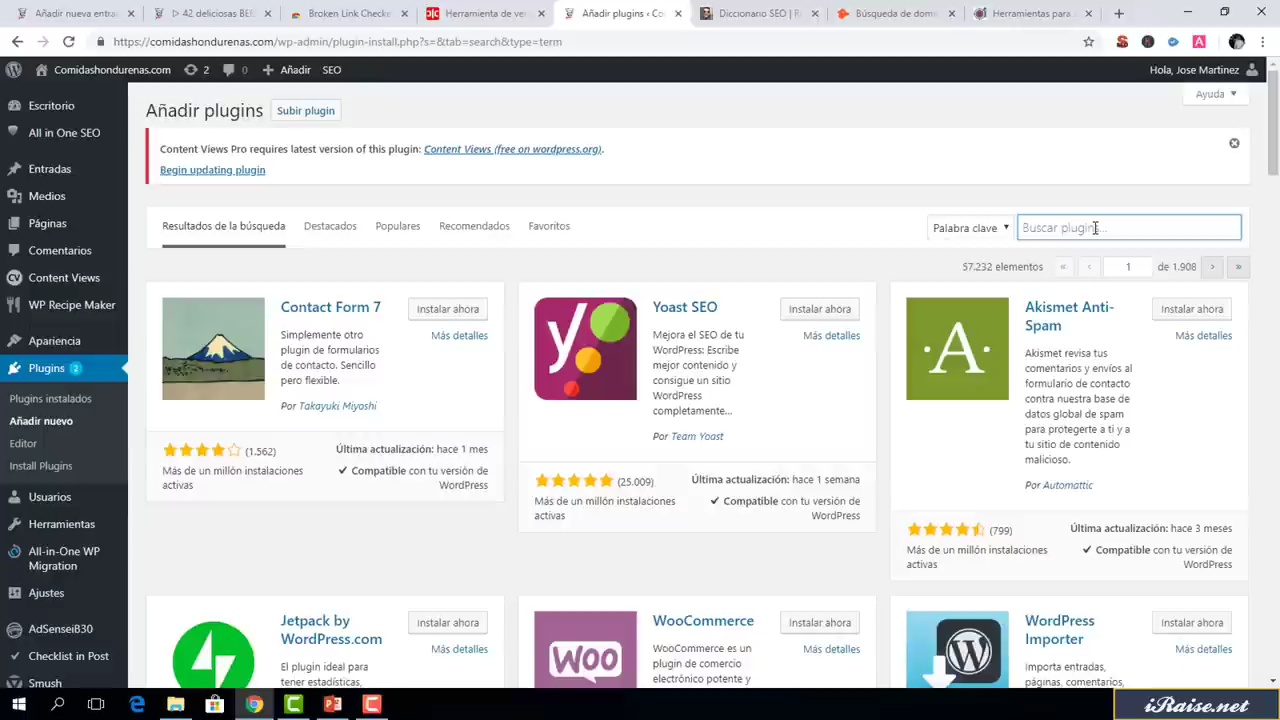 Añadir nueva entrada
▷ 42 deliciosas BE
Broken Link Checke
Herramienta de ver
Añadir plugins ‹ Co
Diccionario SEO | R
Búsqueda de dom
Herramientas para
https://comidashondurenas.com/wp-admin/plugin-install.php?s=&tab=search&type=term
Comidashondurenas.com
2
0
Añadir
SEO
Hola, Jose Martinez
Escritorio
All in One SEO
Entradas
Medios
Páginas
Comentarios
Content Views
WP Recipe Maker
Apariencia
Plugins 2
Plugins instalados
Añadir nuevo
Editor
Install Plugins
Usuarios
Herramientas
All-in-One WP
Migration
Ajustes
AdSenseiB30
Checklist in Post
Smush
Ayuda
Añadir plugins
Subir plugin
Content Views Pro requires latest version of this plugin: Content Views (free on wordpress.org).
Begin updating plugin
Resultados de la búsqueda
Destacados
Populares
Recomendados
Favoritos
Palabra clave
Buscar plugins...
57.232 elementos
«
‹
1
de 1.908
›
»
Contact Form 7
Instalar ahora
Más detalles
Simplemente otro
plugin de formularios
de contacto. Sencillo
pero flexible.
Por Takayuki Miyoshi
(1.562)
Última actualización: hace 1 mes
Más de un millón instalaciones
activas
Compatible con tu versión de
WordPress
Yoast SEO
Instalar ahora
Más detalles
Mejora el SEO de tu
WordPress: Escribe
mejor contenido y
consigue un sitio
WordPress
completamente...
Por Team Yoast
(25.009)
Última actualización: hace 1 semana
Más de un millón instalaciones
activas
Compatible con tu versión de
WordPress
·A·
Akismet Anti-
Spam
Instalar ahora
Más detalles
Akismet revisa tus
comentarios y envíos al
formulario de contacto
contra nuestra base de
datos global de spam
para protegerte a ti y a
tu sitio de contenido
malicioso.
Por Automattic
(799)
Última actualización: hace 3 meses
Más de un millón instalaciones
activas
Compatible con tu versión de
WordPress
Jetpack by
WordPress.com
Instalar ahora
Más detalles
El plugin ideal para
tener estadísticas,
Woo
WooCommerce
Instalar ahora
Más detalles
WooCommerce es un
plugin de comercio
electrónico potente y
WordPress
Importer
Instalar ahora
Más detalles
Importa entradas,
páginas, comentarios,
iRaise.net